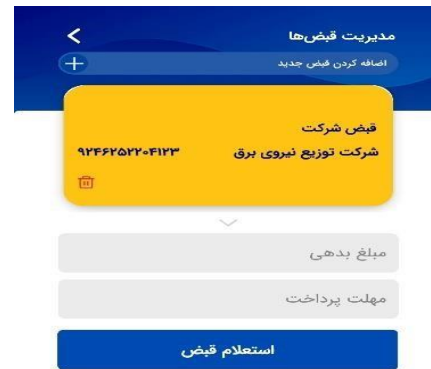 مدیریت قبض‌ها
اضافه کردن قبض جدید
قبض شرکت
شرکت توزیع نیروی برق ۹۲۴۶۲۵۲۲۰۴۱۲۳
مبلغ بدهی
مهلت پرداخت
استعلام قبض